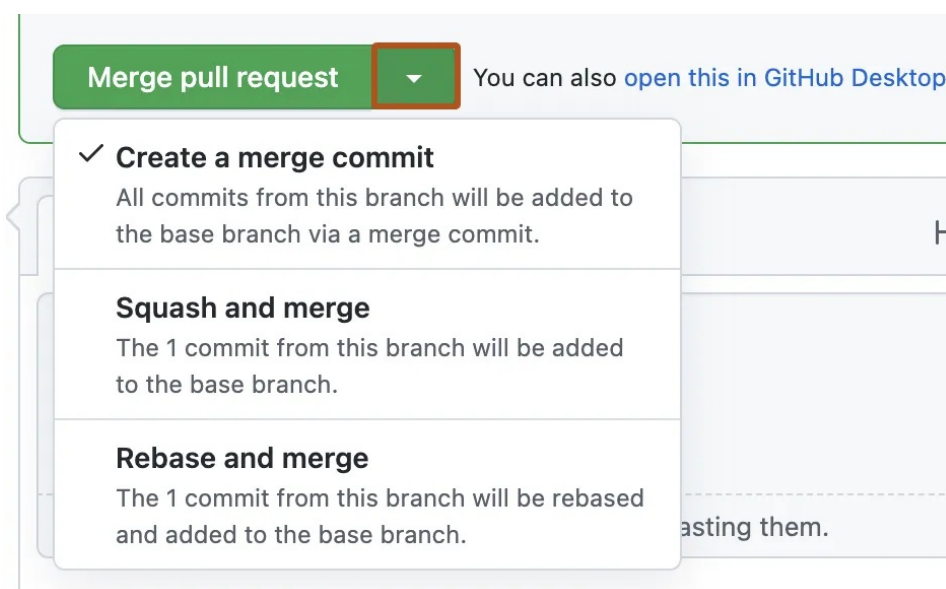 Merge pull request
You can also open this in GitHub Desktop
Create a merge commit
All commits from this branch will be added to
the base branch via a merge commit.
Squash and merge
The 1 commit from this branch will be added
to the base branch.
Rebase and merge
The 1 commit from this branch will be rebased
and added to the base branch.
them.